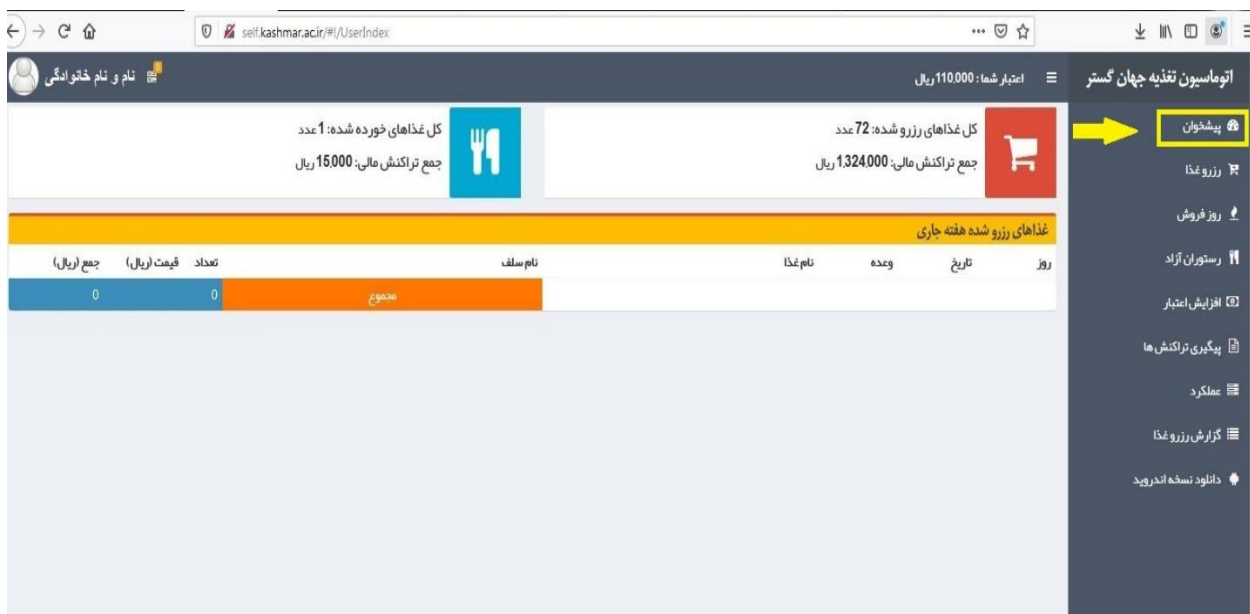 self.kashmar.ac.ir/#!/UserIndex
اتوماسیون تغذیه جهان گستر
اعتبار شما : 110,000 ریال
نام و نام خانوادگی
پیشخوان
رزرو غذا
روز فروش
رستوران آزاد
افزایش اعتبار
پیگیری تراکنش ها
عملکرد
گزارش رزرو غذا
دانلود نسخه اندروید
کل غذاهای رزرو شده: 72 عدد
جمع تراکنش مالی: 1,324,000 ریال
کل غذاهای خورده شده: 1 عدد
جمع تراکنش مالی: 15,000 ریال
غذاهای رزرو شده هفته جاری
روز تاریخ وعده نام غذا نام سلف تعداد قیمت (ریال) جمع (ریال)
مجموع 0 0